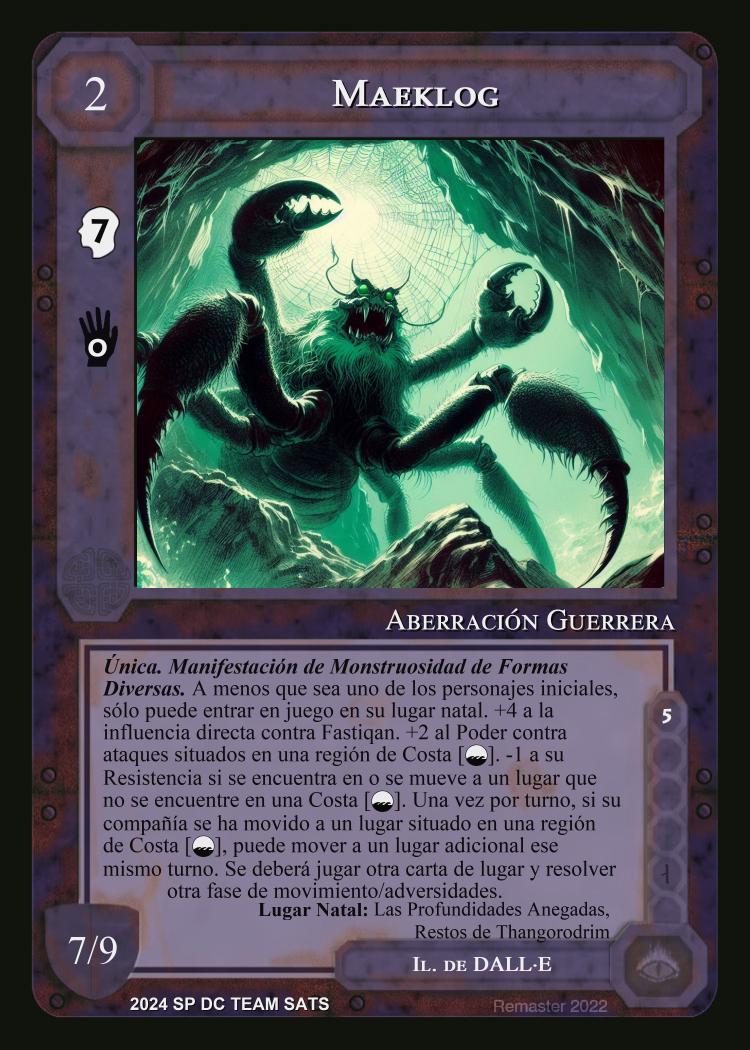 2
MAEKLOG
7
0
ABERRACIÓN GUERRERA
Única. Manifestación de Monstruosidad de Formas
Diversas. A menos que sea uno de los personajes iniciales,
sólo puede entrar en juego en su lugar natal. +4 a la
influencia directa contra Fastiqan. +2 al Poder contra
ataques situados en una región de Costa [ ]. -1 a su
Resistencia si se encuentra en o se mueve a un lugar que
no se encuentre en una Costa [ ]. Una vez por turno, si su
compañía se ha movido a un lugar situado en una región
de Costa [ ], puede mover a un lugar adicional ese
mismo turno. Se deberá jugar otra carta de lugar y resolver
otra fase de movimiento/adversidades.
Lugar Natal: Las Profundidades Anegadas,
Restos de Thangorodrim
5
7/9
IL. DE DALL·E
2024 SP DC TEAM SATS
Remaster 2022